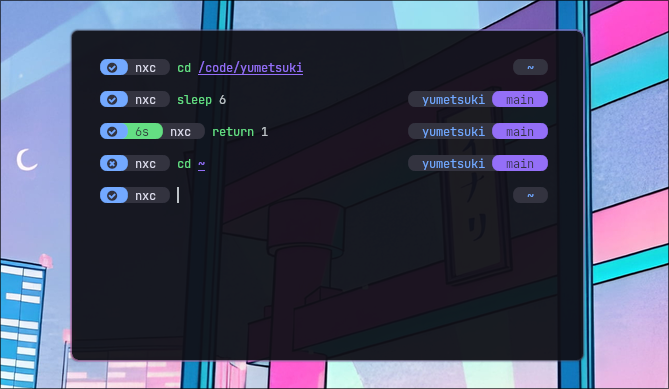 nxc cd /code/yumetsuki ~
nxc sleep 6 yumetsuki main
6s nxc return 1 yumetsuki main
nxc cd ~ yumetsuki main
nxc ~